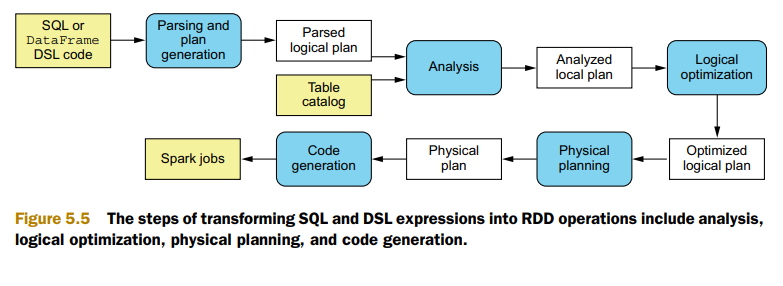 SQL or
DataFrame
DSL code
Parsing and
plan
generation
Parsed
logical plan
Table
catalog
Analysis
Analyzed
local plan
Logical
optimization
Spark jobs
Code
generation
Physical
plan
Physical
planning
Optimized
logical plan
Figure 5.5 The steps of transforming SQL and DSL expressions into RDD operations include analysis,
logical optimization, physical planning, and code generation.